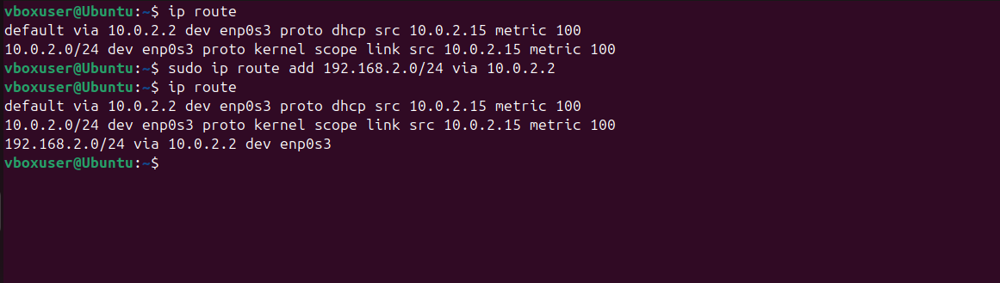 vboxuser@Ubuntu:~$ ip route
default via 10.0.2.2 dev enp0s3 proto dhcp src 10.0.2.15 metric 100
10.0.2.0/24 dev enp0s3 proto kernel scope link src 10.0.2.15 metric 100
vboxuser@Ubuntu:~$ sudo ip route add 192.168.2.0/24 via 10.0.2.2
vboxuser@Ubuntu:~$ ip route
default via 10.0.2.2 dev enp0s3 proto dhcp src 10.0.2.15 metric 100
10.0.2.0/24 dev enp0s3 proto kernel scope link src 10.0.2.15 metric 100
192.168.2.0/24 via 10.0.2.2 dev enp0s3
vboxuser@Ubuntu:~$